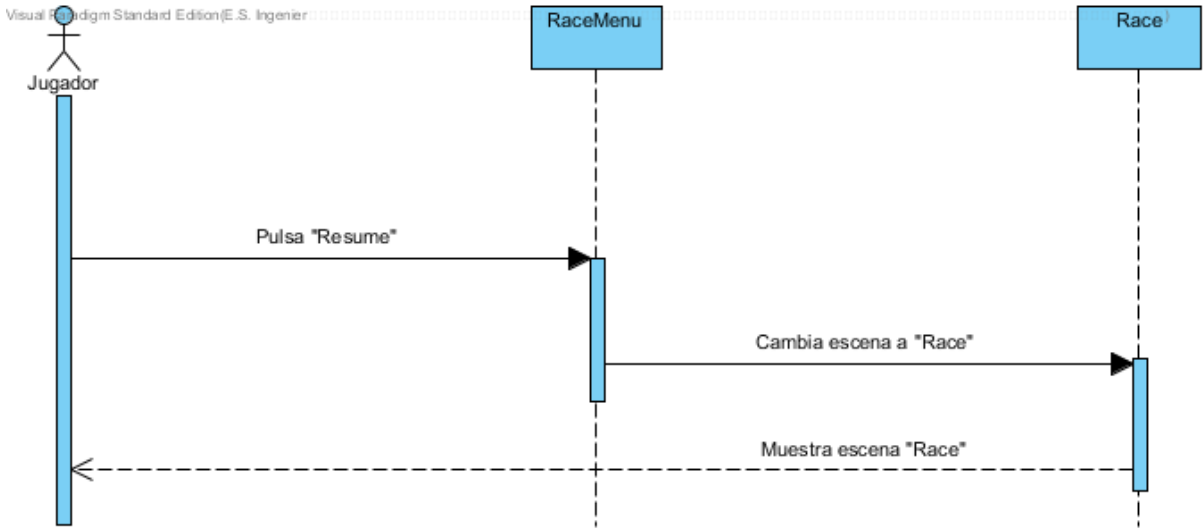 Visual Paradigm Standard Edition(E.S. Ingenier
RaceMenu
Race
Jugador
Pulsa "Resume"
Cambia escena a "Race"
Muestra escena "Race"